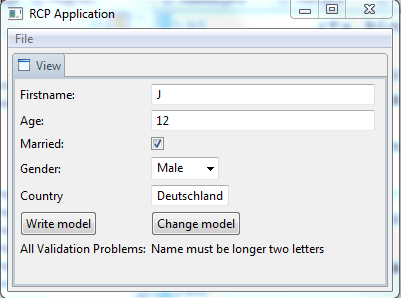 RCP Application
File
View
Firstname: J
Age: 12
Married:
Gender: Male
Country Deutschland
Write model Change model
All Validation Problems: Name must be longer two letters